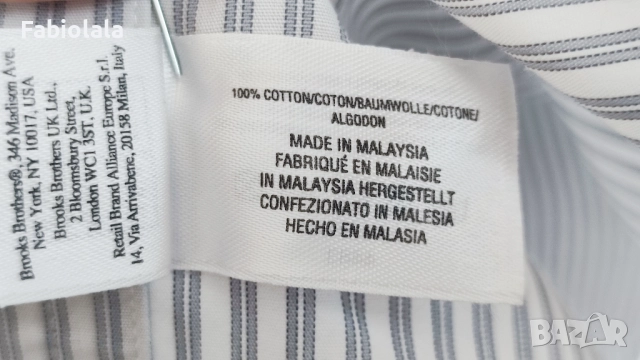 Fabiolala
Brooks Brothers®, 346 Madison Ave.
New York, NY 10017, USA
Brooks Brothers UK Ltd.,
2 Bloomsbury Street,
London WC1 3ST, U.K.
Retail Brand Alliance Europe S.r.l.
14, Via Arrivabene, 20158 Milan, Italy
100% COTTON/COTON/BAUMWOLLE/COTONE/
ALGODON
MADE IN MALAYSIA
FABRIQUÉ EN MALAISIE
IN MALAYSIA HERGESTELLT
CONFEZIONATO IN MALESIA
HECHO EN MALASIA
BAZAR
.bg